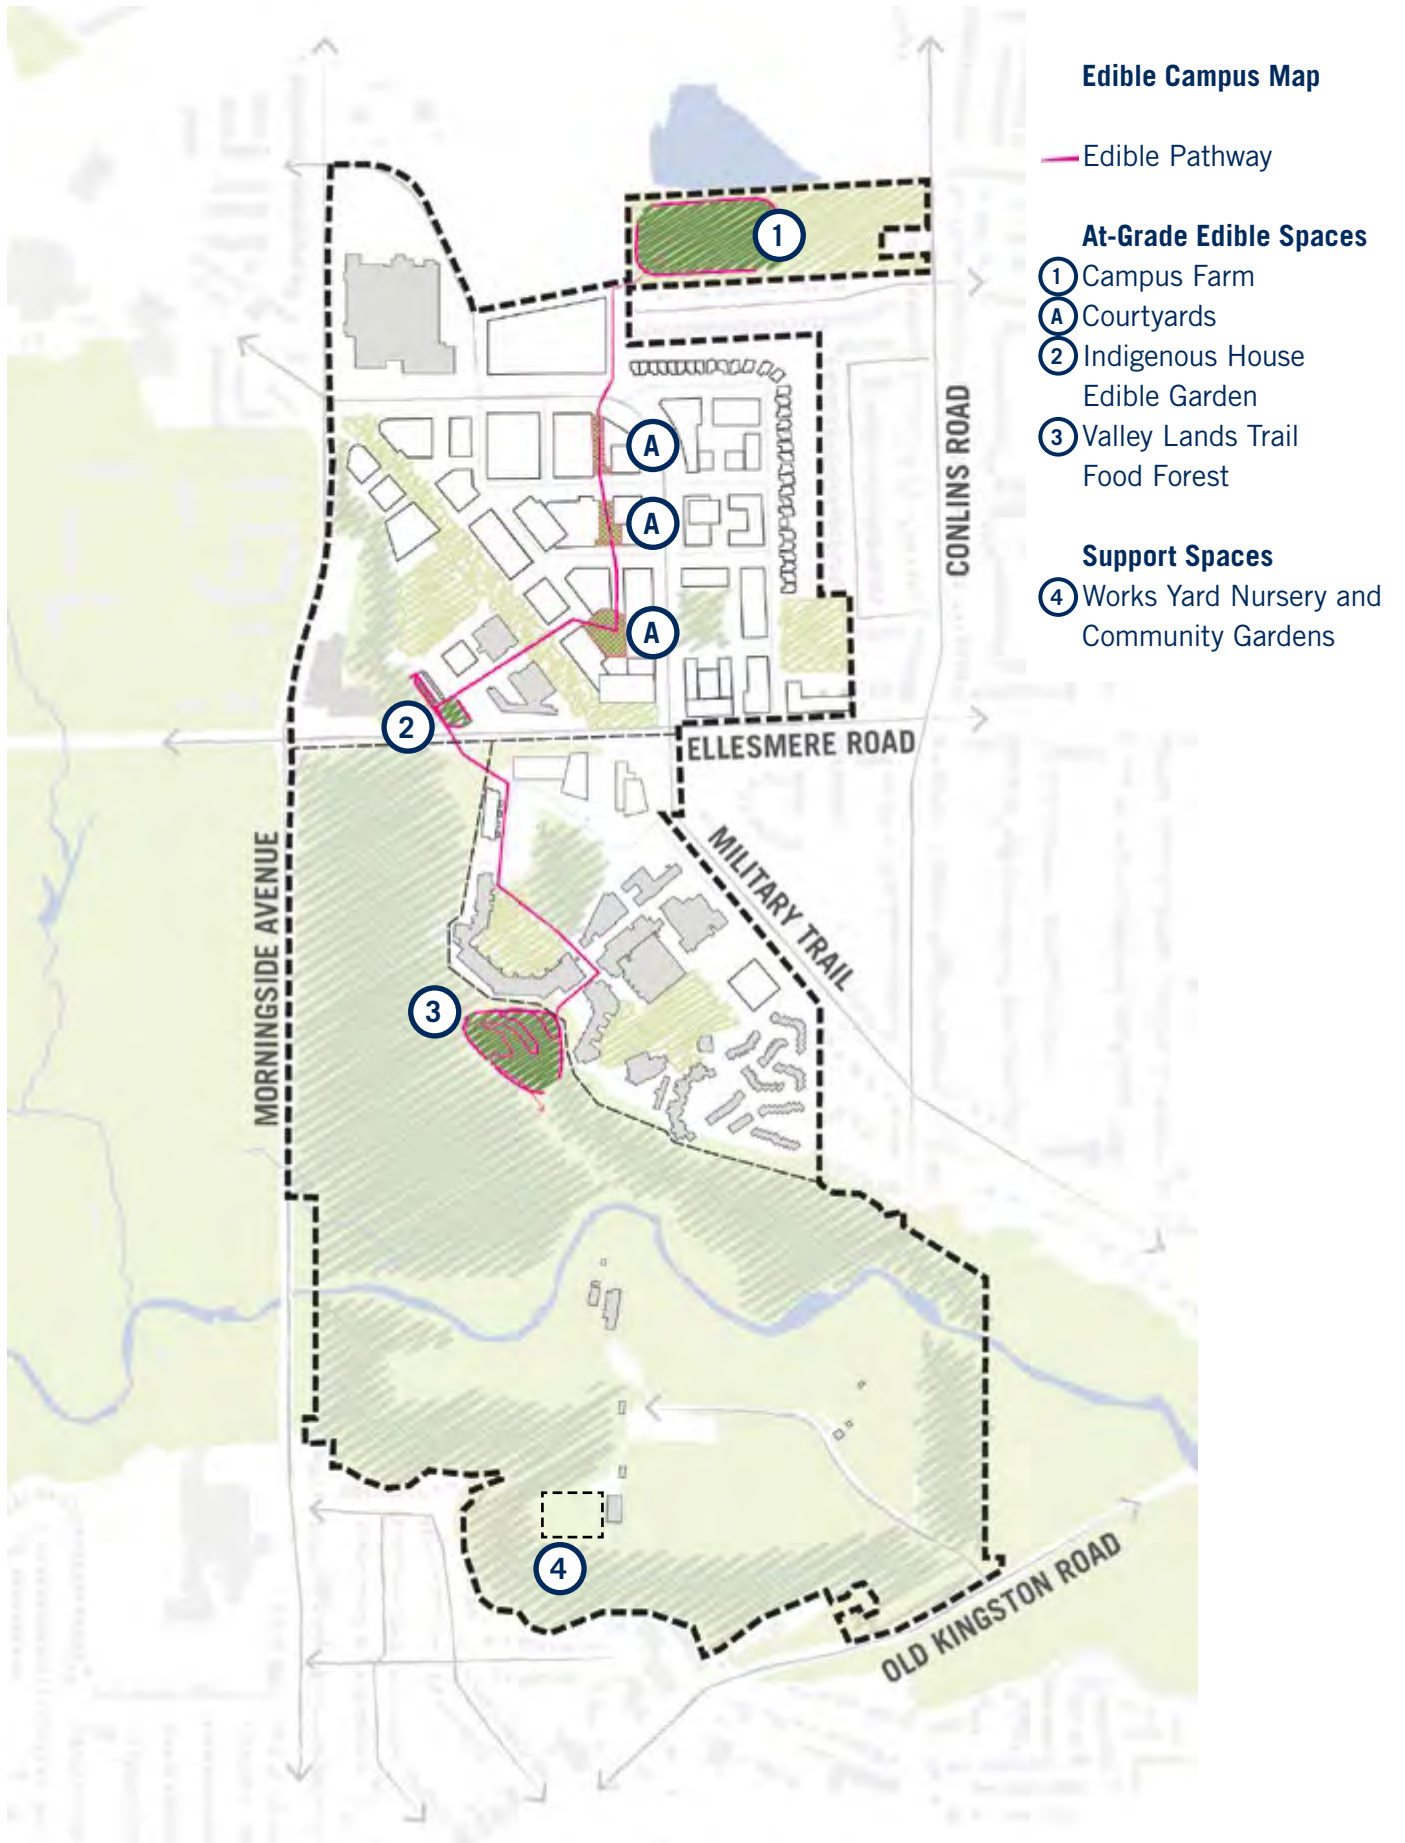 Edible Campus Map
Edible Pathway
At-Grade Edible Spaces
1 Campus Farm
A Courtyards
2 Indigenous House
Edible Garden
3 Valley Lands Trail
Food Forest
Support Spaces
4 Works Yard Nursery and
Community Gardens
1
A
A
A
2
3
4
CONLINS ROAD
ELLESMERE ROAD
MILITARY TRAIL
MORNINGSIDE AVENUE
OLD KINGSTON ROAD